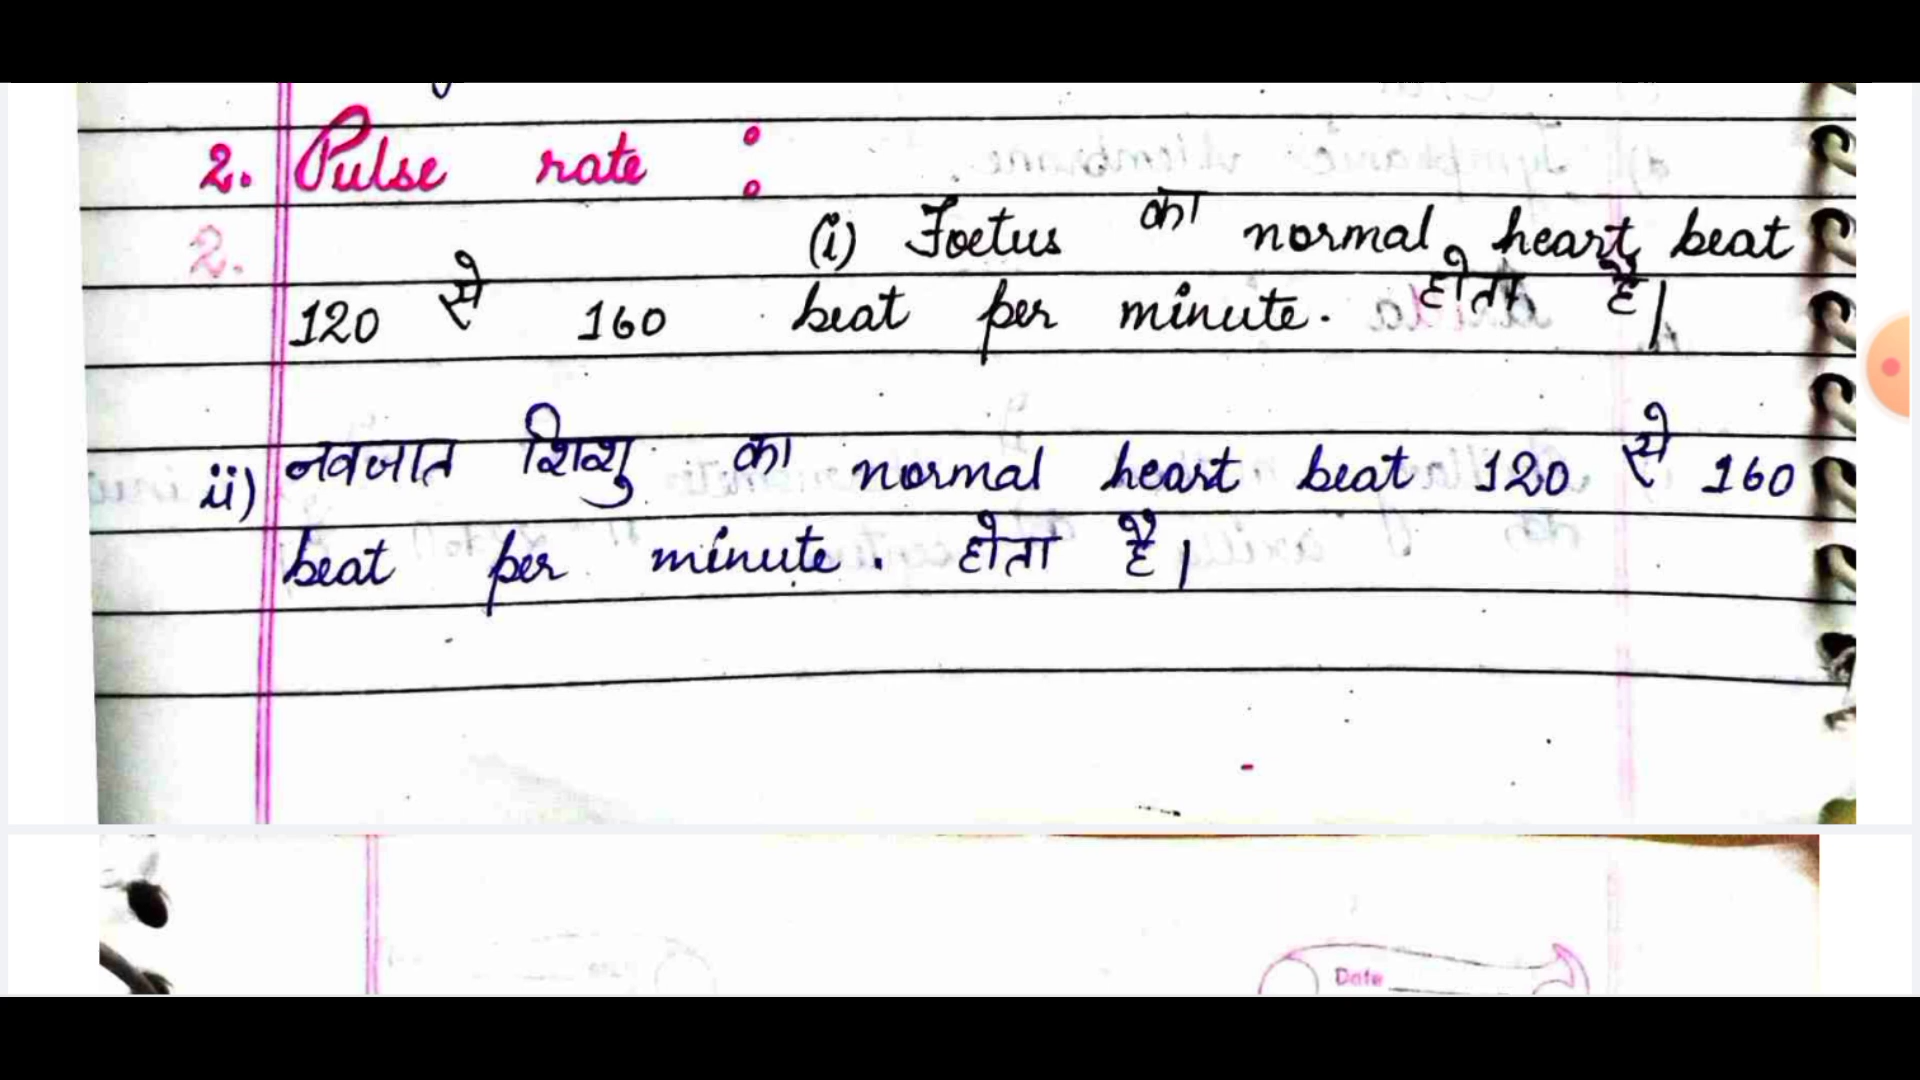 2. Pulse rate :
2.
(i) Foetus का normal heart beat
120 से 160 beat per minute. होता है।
ii) नवजात शिशु का normal heart beat 120 से 160
beat per minute. होता है।
Date